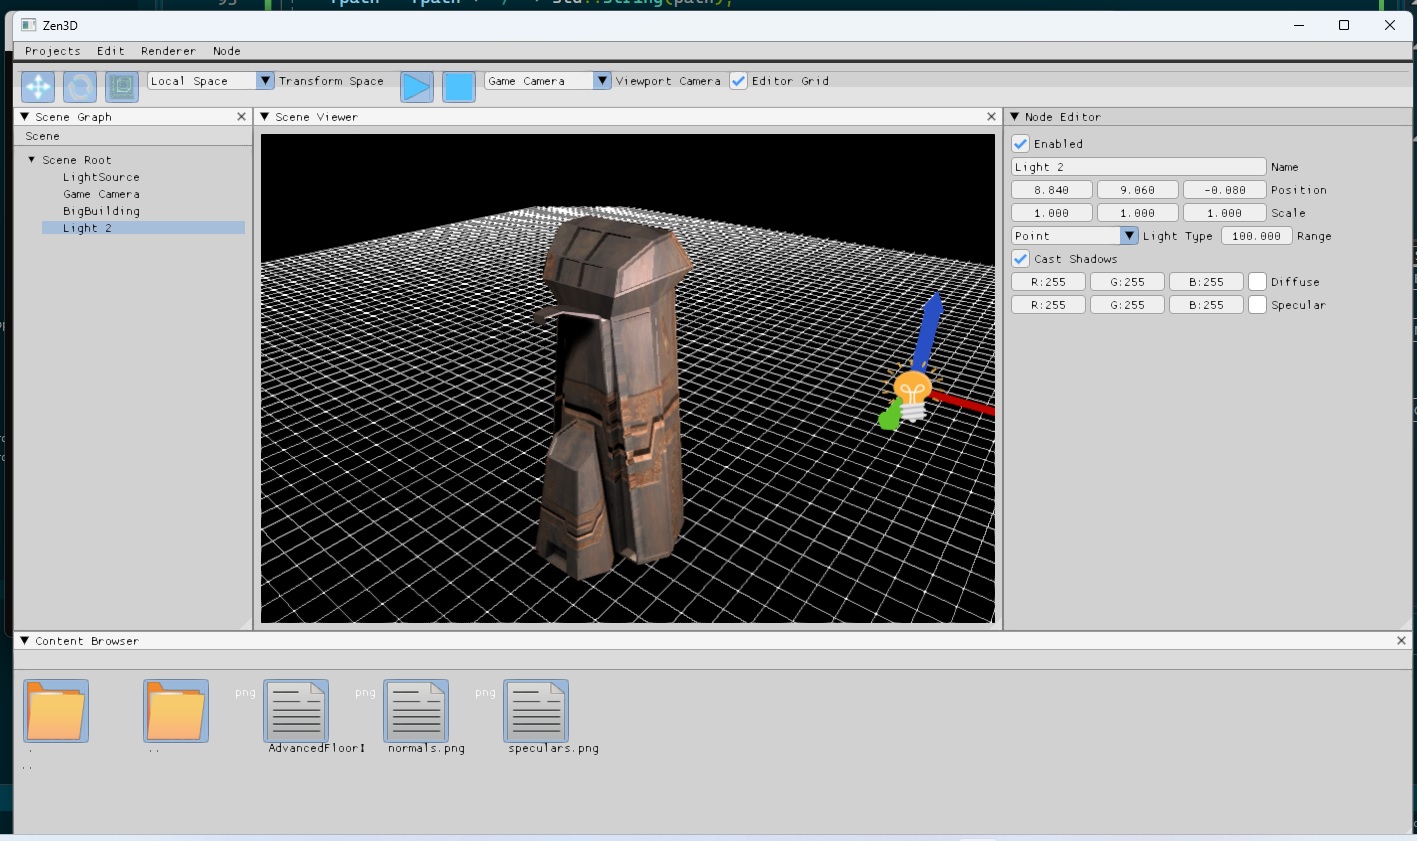 Zen3D
Projects Edit Renderer Node
Local Space Transform Space Game Camera Viewport Camera Editor Grid
Scene Graph
Scene
Scene Root
LightSource
Game Camera
BigBuilding
Light 2
Scene Viewer
Node Editor
Enabled
Light 2 Name
8.840 9.060 -0.080 Position
1.000 1.000 1.000 Scale
Point Light Type 100.000 Range
Cast Shadows
R:255 G:255 B:255 Diffuse
R:255 G:255 B:255 Specular
Content Browser
png png png
. .. AdvancedFloorI normals.png speculars.png
..